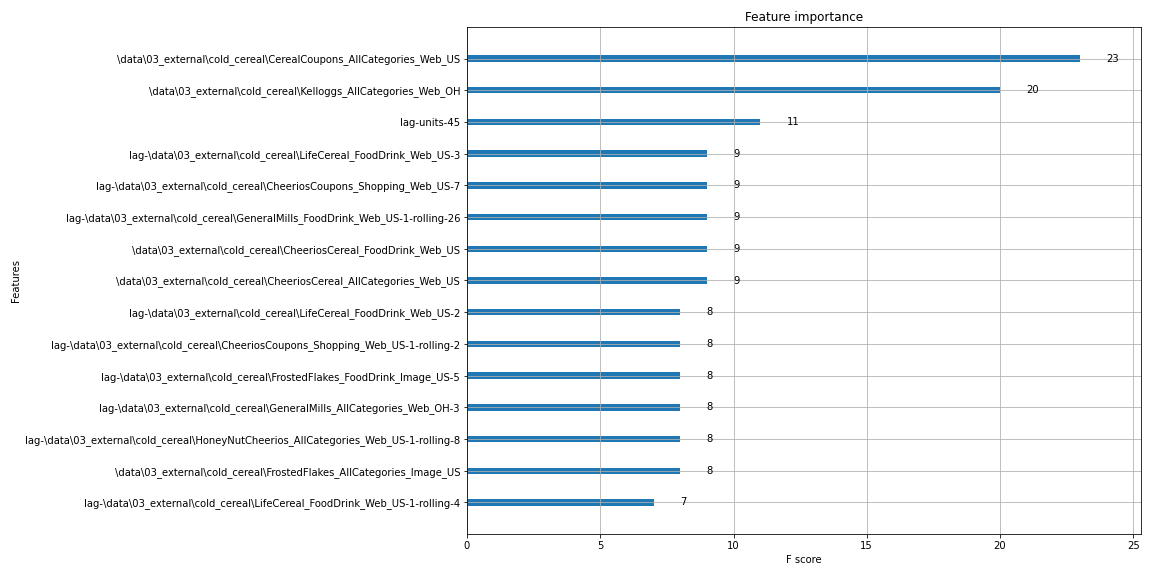 Feature importance
\data\03_external\cold_cereal\CerealCoupons_AllCategories_Web_US 23
\data\03_external\cold_cereal\Kelloggs_AllCategories_Web_OH 20
lag-units-45 11
lag-\data\03_external\cold_cereal\LifeCereal_FoodDrink_Web_US-3 9
lag-\data\03_external\cold_cereal\CheeriosCoupons_Shopping_Web_US-7 9
lag-\data\03_external\cold_cereal\GeneralMills_FoodDrink_Web_US-1-rolling-26 9
\data\03_external\cold_cereal\CheeriosCereal_FoodDrink_Web_US 9
\data\03_external\cold_cereal\CheeriosCereal_AllCategories_Web_US 9
lag-\data\03_external\cold_cereal\LifeCereal_FoodDrink_Web_US-2 8
lag-\data\03_external\cold_cereal\CheeriosCoupons_Shopping_Web_US-1-rolling-2 8
lag-\data\03_external\cold_cereal\FrostedFlakes_FoodDrink_Image_US-5 8
lag-\data\03_external\cold_cereal\GeneralMills_AllCategories_Web_OH-3 8
lag-\data\03_external\cold_cereal\HoneyNutCheerios_AllCategories_Web_US-1-rolling-8 8
\data\03_external\cold_cereal\FrostedFlakes_AllCategories_Image_US 8
lag-\data\03_external\cold_cereal\LifeCereal_FoodDrink_Web_US-1-rolling-4 7
Features
0 5 10 15 20 25
F score